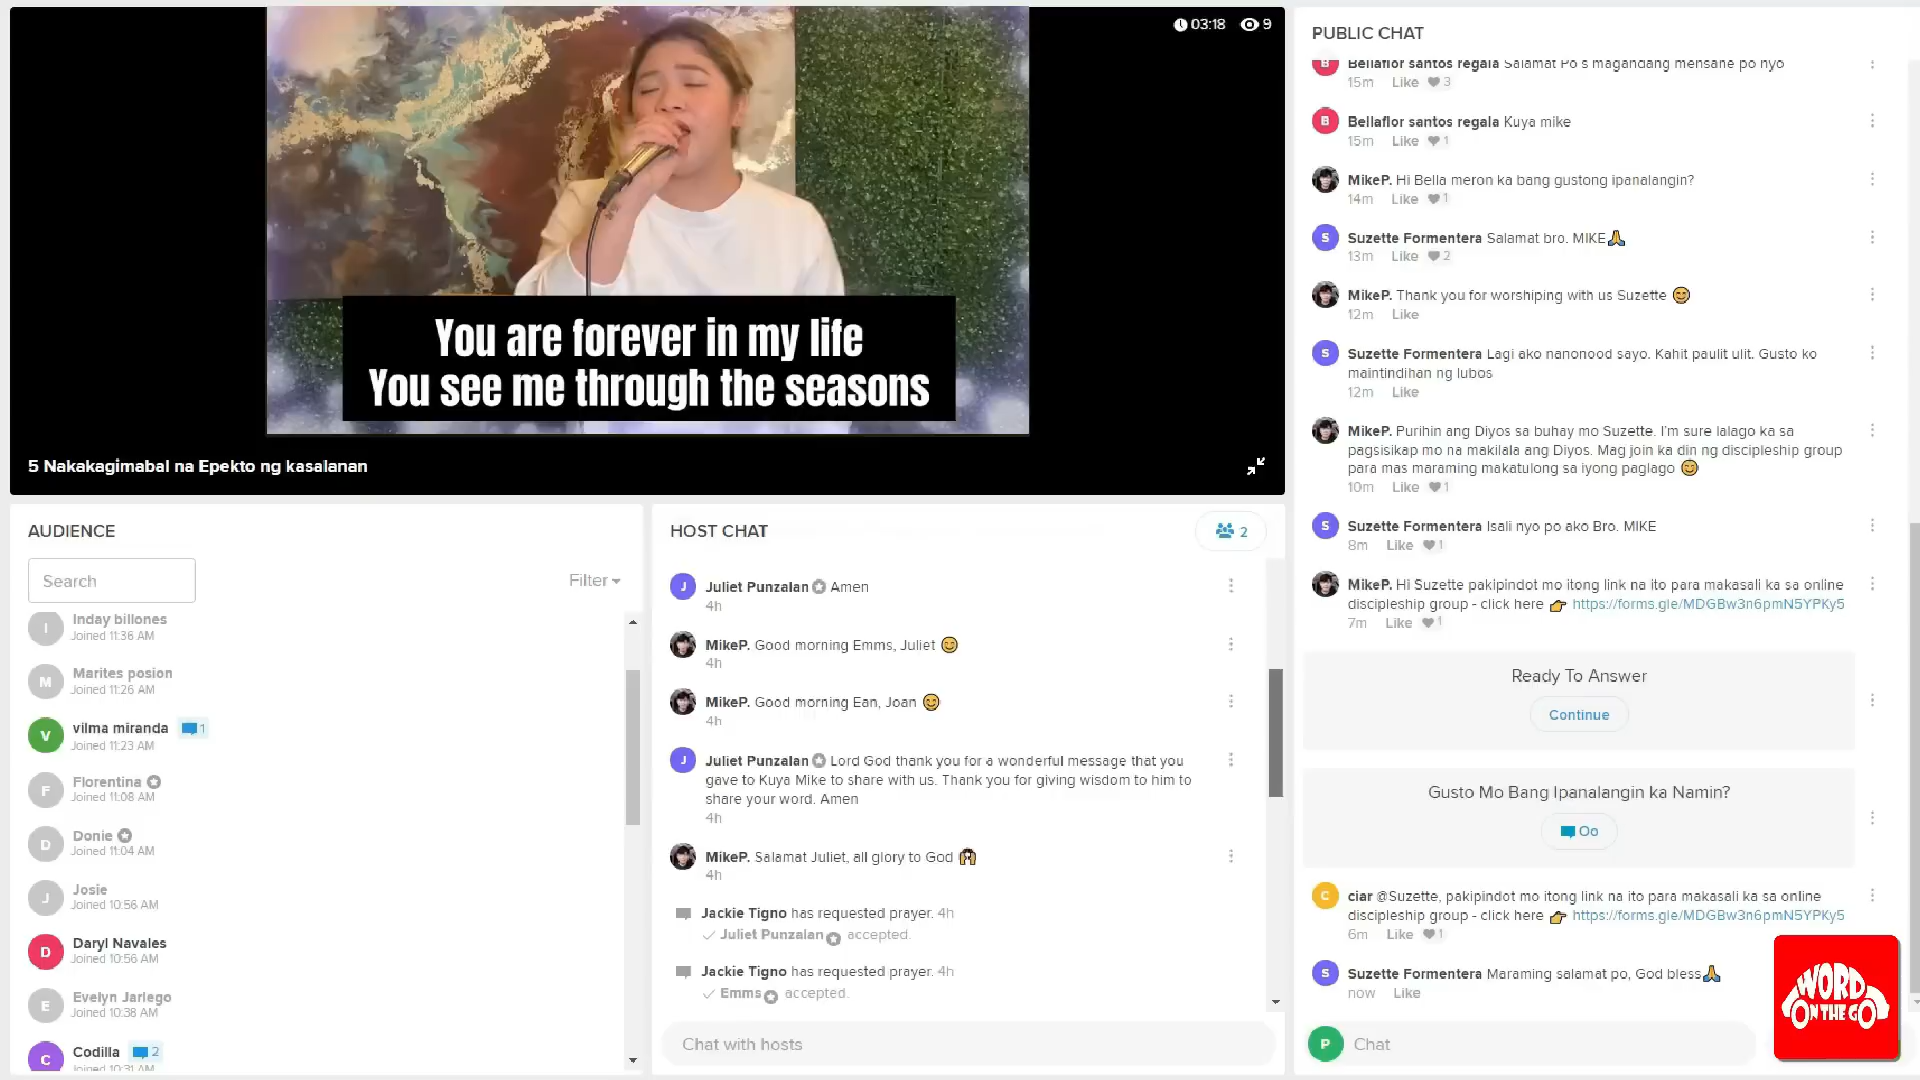 03:18 9
You are forever in my life
You see me through the seasons
5 Nakakagimabal na Epekto ng kasalanan
AUDIENCE
Search
Filter
I
Inday billones
Joined 11:36 AM
M
Marites posion
Joined 11:26 AM
V
vilma miranda 1
Joined 11:23 AM
F
Florentina
Joined 11:08 AM
D
Donie
Joined 11:04 AM
J
Josie
Joined 10:56 AM
D
Daryl Navales
Joined 10:56 AM
E
Evelyn Jarlego
Joined 10:38 AM
C
Codilla 2
Joined 10:31 AM
HOST CHAT
2
J
Juliet Punzalan Amen
4h
MikeP. Good morning Emms, Juliet 😊
4h
MikeP. Good morning Ean, Joan 😊
4h
J
Juliet Punzalan Lord God thank you for a wonderful message that you
gave to Kuya Mike to share with us. Thank you for giving wisdom to him to
share your word. Amen
4h
MikeP. Salamat Juliet, all glory to God
4h
Jackie Tigno has requested prayer. 4h
Juliet Punzalan accepted.
Jackie Tigno has requested prayer. 4h
Emms accepted.
Chat with hosts
PUBLIC CHAT
B
Bellaflor santos regala Salamat Po s magandang mensahe po nyo
15m Like 3
B
Bellaflor santos regala Kuya mike
15m Like 1
MikeP. Hi Bella meron ka bang gustong ipanalangin?
14m Like 1
S
Suzette Formentera Salamat bro. MIKE🙏
13m Like 2
MikeP. Thank you for worshiping with us Suzette 😊
12m Like
S
Suzette Formentera Lagi ako nanonood sayo. Kahit paulit ulit. Gusto ko
maintindihan ng lubos
12m Like
MikeP. Purihin ang Diyos sa buhay mo Suzette. I'm sure lalago ka sa
pagsisikap mo na makilala ang Diyos. Mag join ka din ng discipleship group
para mas maraming makatulong sa iyong paglago 😊
10m Like 1
S
Suzette Formentera Isali nyo po ako Bro. MIKE
8m Like 1
MikeP. Hi Suzette pakipindot mo itong link na ito para makasali ka sa online
discipleship group - click here 👉 https://forms.gle/MDGBw3n6pmN5YPKy5
7m Like 1
Ready To Answer
Continue
Gusto Mo Bang Ipanalangin ka Namin?
Oo
C
ciar @Suzette, pakipindot mo itong link na ito para makasali ka sa online
discipleship group - click here 👉 https://forms.gle/MDGBw3n6pmN5YPKy5
6m Like 1
S
Suzette Formentera Maraming salamat po, God bless🙏
now Like
P
Chat
WORD
ON THE GO